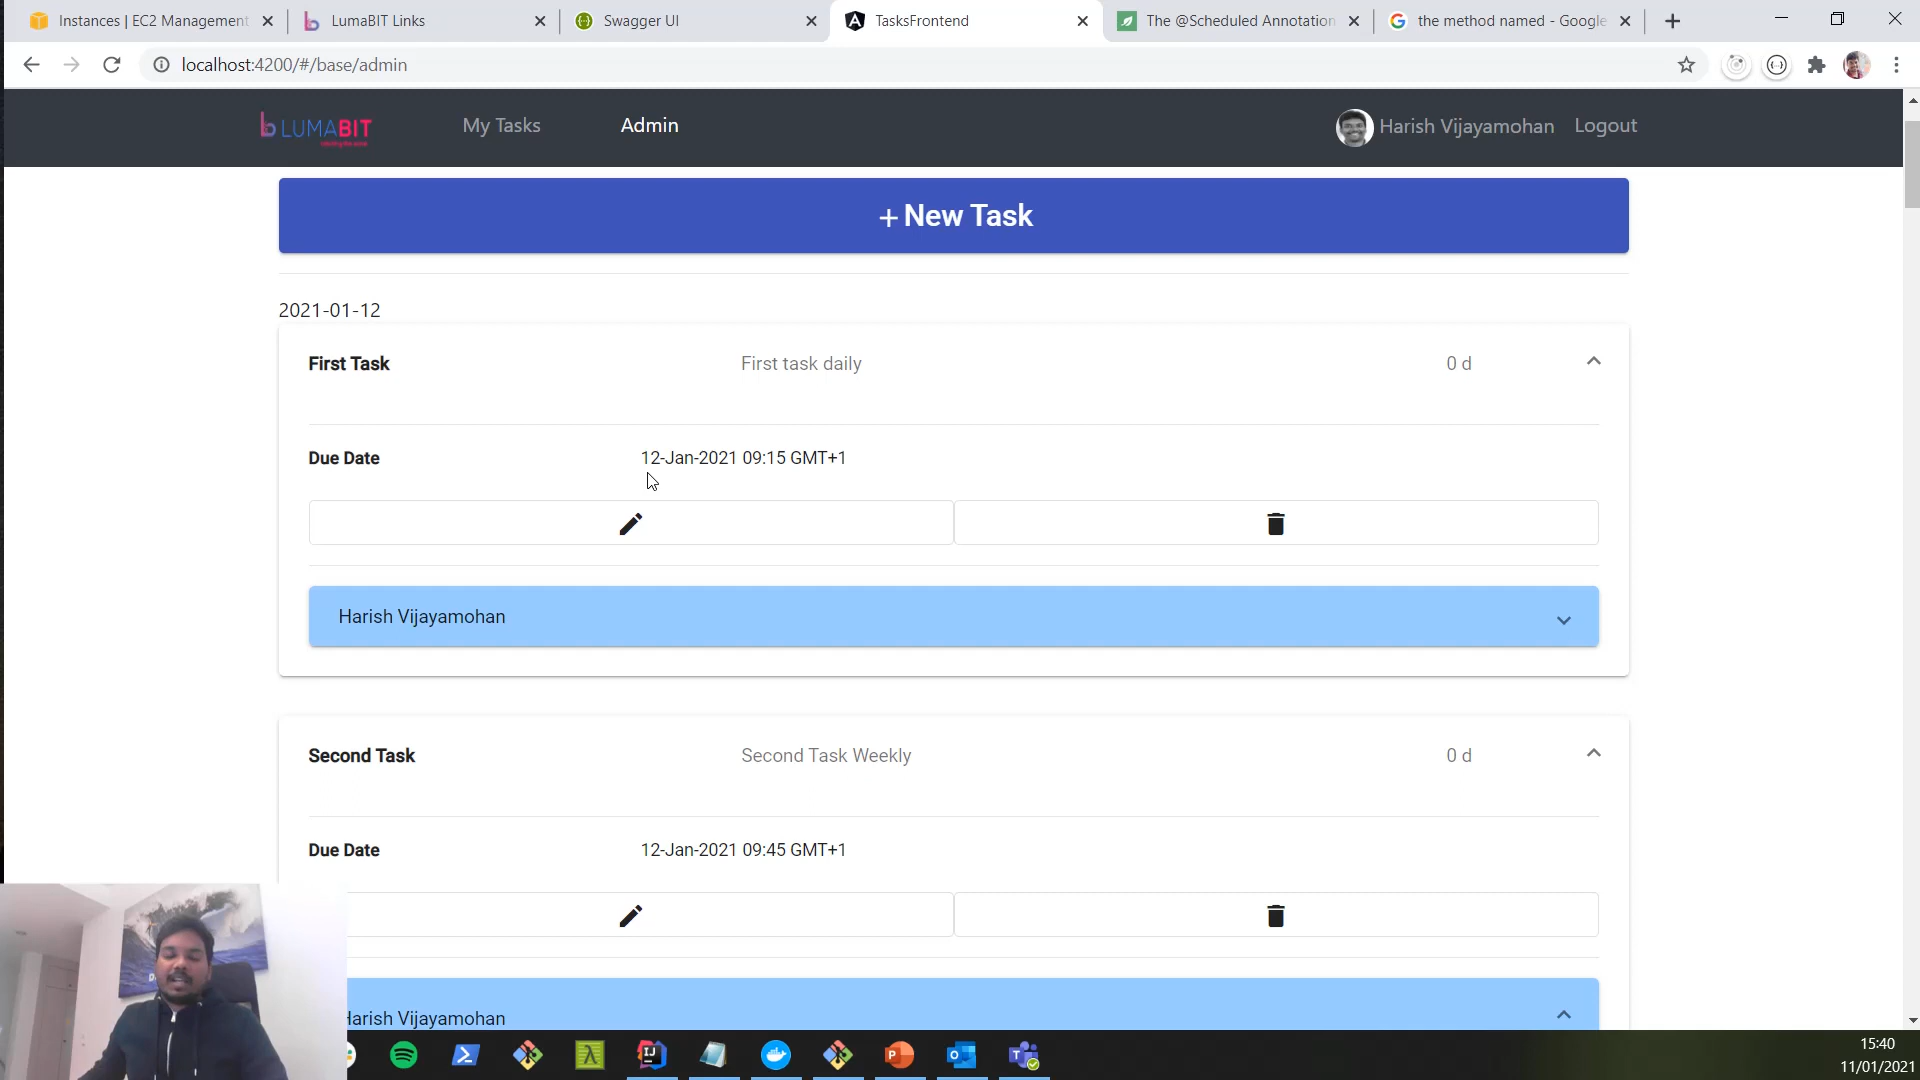 Instances | EC2 Management
LumaBIT Links
Swagger UI
TasksFrontend
The @Scheduled Annotation
the method named - Google
localhost:4200/#/base/admin
LUMABIT
My Tasks
Admin
Harish Vijayamohan
Logout
+ New Task
2021-01-12
First Task
First task daily
0 d
Due Date
12-Jan-2021 09:15 GMT+1
Harish Vijayamohan
Second Task
Second Task Weekly
0 d
Due Date
12-Jan-2021 09:45 GMT+1
Harish Vijayamohan
15:40
11/01/2021